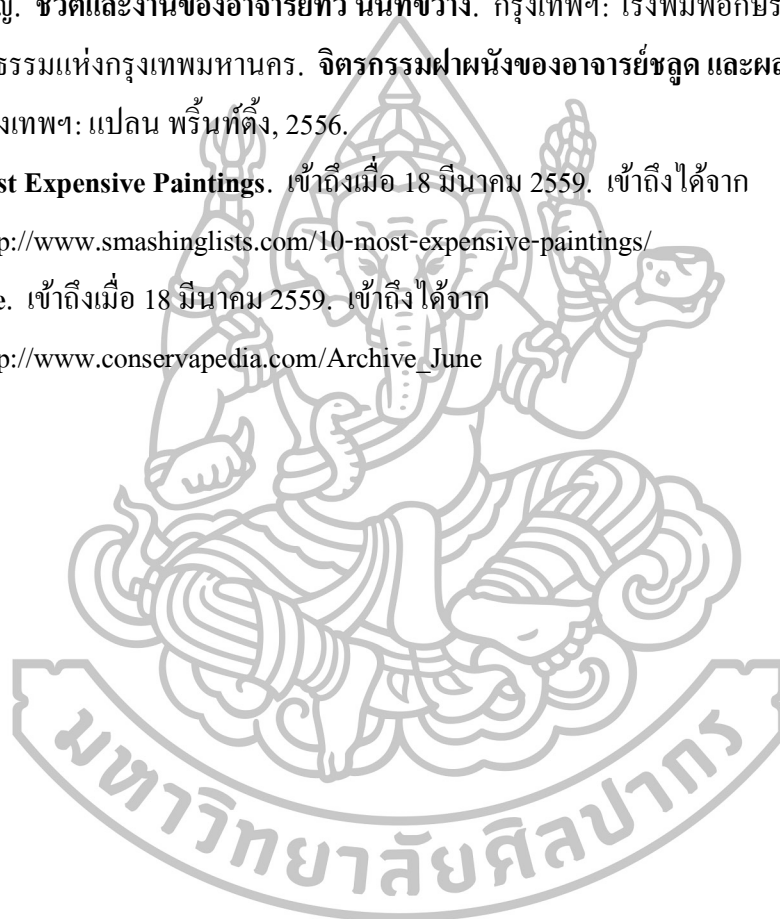 ญ. ชีวิตและงานของอาจารย์ทวี นันทขว้าง. กรุงเทพฯ: โรงพิมพ์อักษร
ธรรมแห่งกรุงเทพมหานคร. จิตรกรรมฝาผนังของอาจารย์ชลูด และผล
งเทพฯ: แปลน พริ้นท์ติ้ง, 2556.
st Expensive Paintings. เข้าถึงเมื่อ 18 มีนาคม 2559. เข้าถึงได้จาก
p://www.smashinglists.com/10-most-expensive-paintings/
e. เข้าถึงเมื่อ 18 มีนาคม 2559. เข้าถึงได้จาก
p://www.conservapedia.com/Archive_June
มหาวิทยาลัยศิลปากร